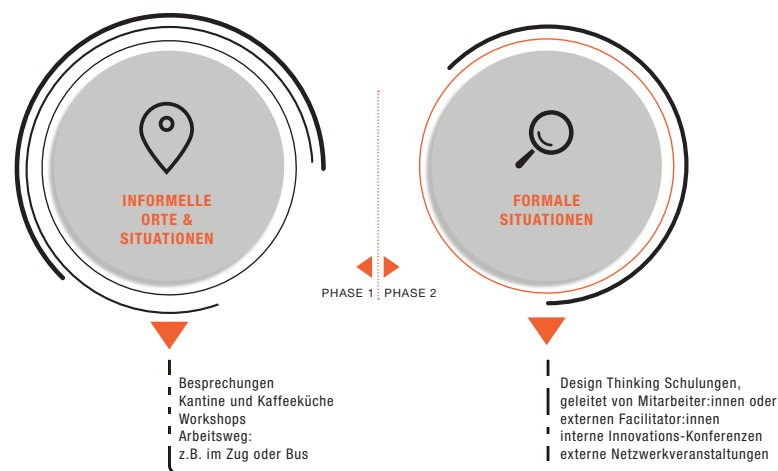 INFORMELLE
ORTE &
SITUATIONEN
FORMALE
SITUATIONEN
PHASE 1
PHASE 2
Besprechungen
Kantine und Kaffeeküche
Workshops
Arbeitsweg:
z.B. im Zug oder Bus
Design Thinking Schulungen,
geleitet von Mitarbeiter:innen oder
externen Facilitator:innen
interne Innovations-Konferenzen
externe Netzwerkveranstaltungen